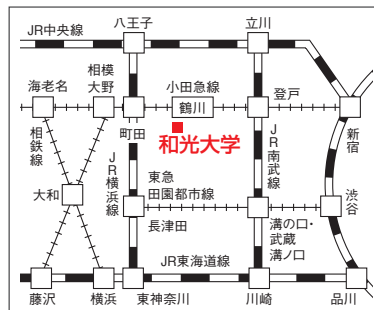 JR中央線
八王子
立川
海老名
相模
大野
小田急線
鶴川
登戸
新宿
町田
和光大学
相鉄線
JR横浜線
JR南武線
大和
東急
田園都市線
長津田
溝の口・
武蔵
溝ノ口
渋谷
JR東海道線
藤沢
横浜
東神奈川
川崎
品川